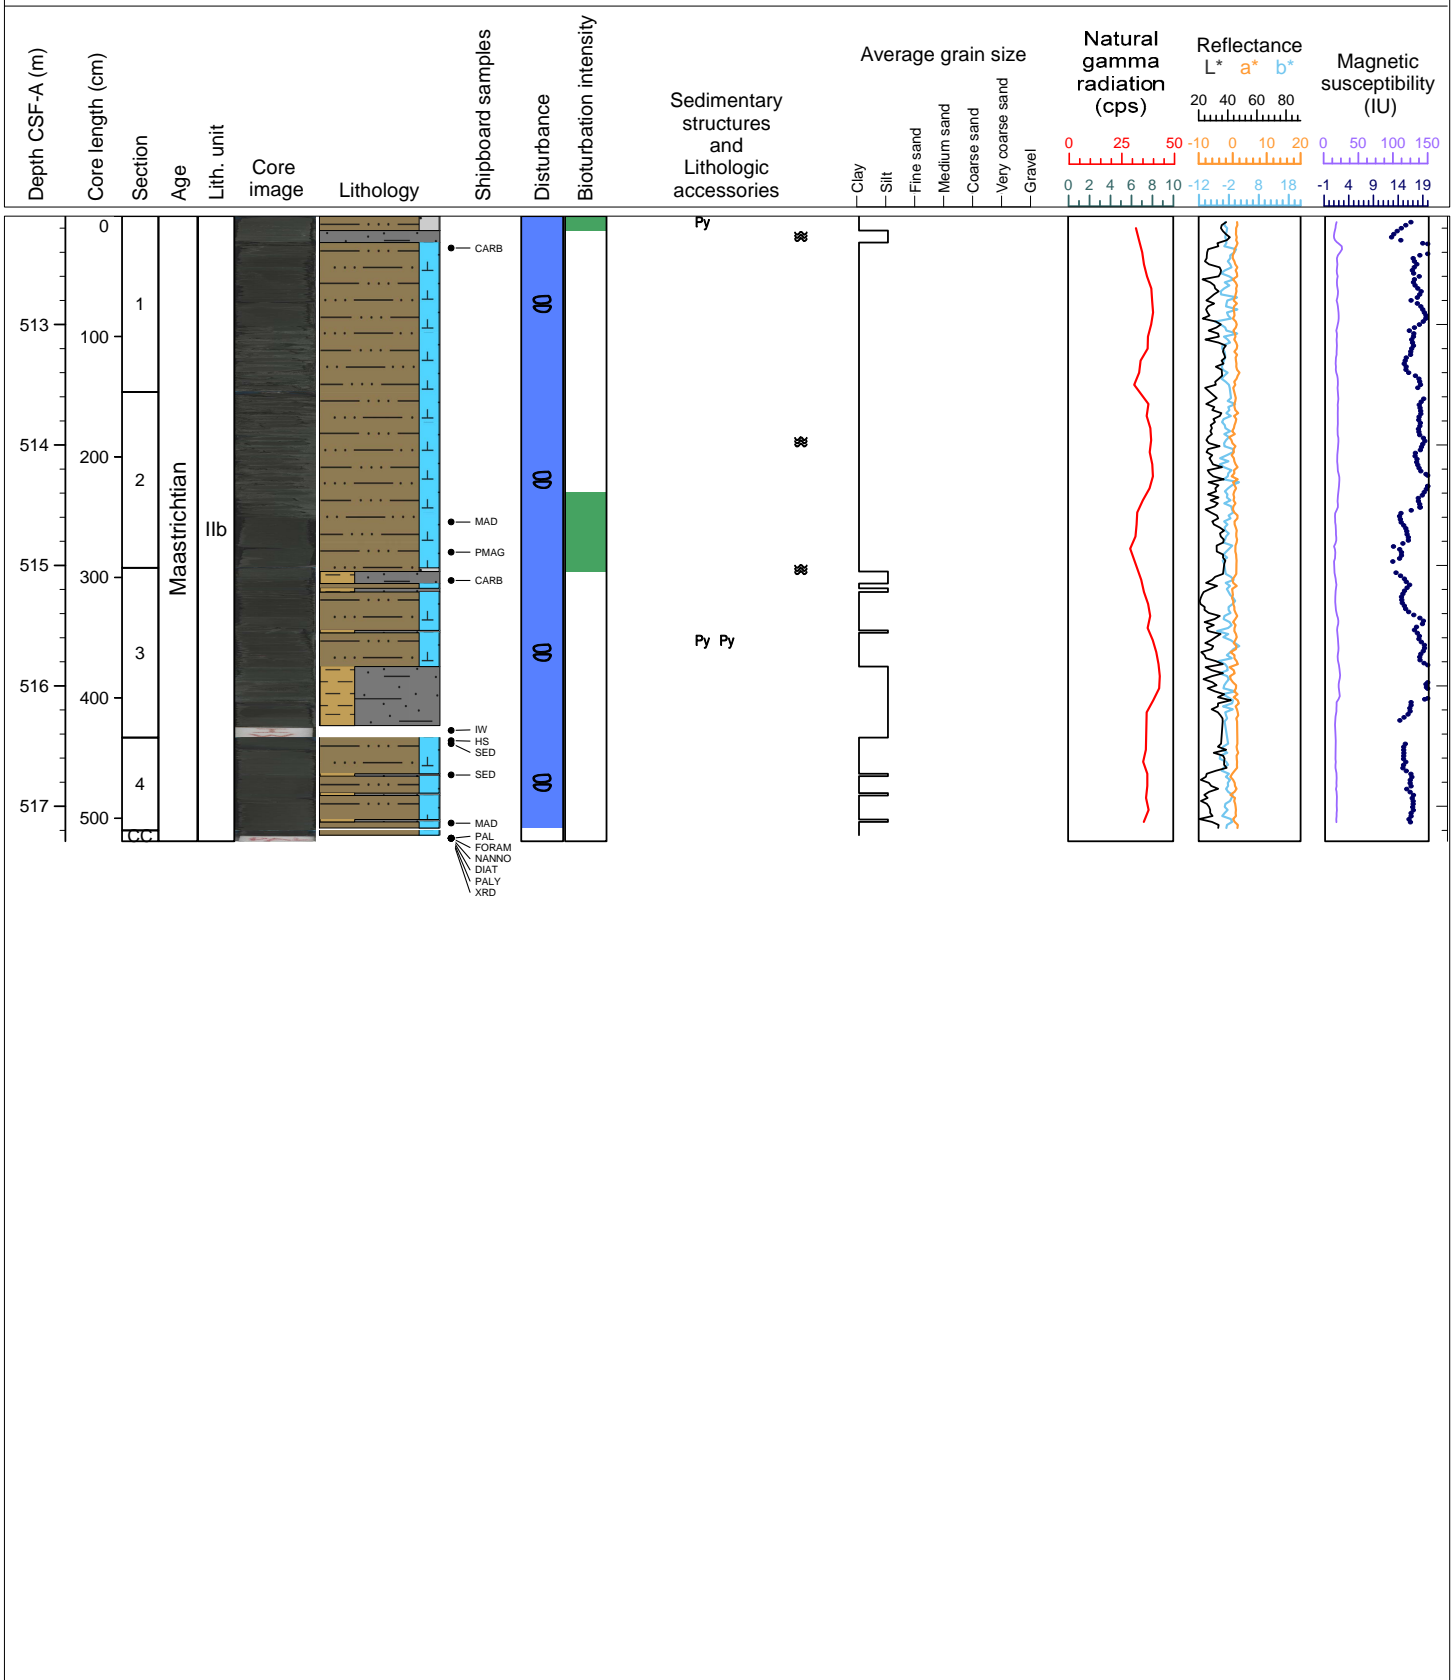 Depth CSF-A (m)
Core length (cm)
Section
Age
Lith. unit
Core
image
Lithology
Shipboard samples
Disturbance
Bioturbation intensity
Sedimentary
structures
and
Lithologic
accessories
Average grain size
Clay
Silt
Fine sand
Medium sand
Coarse sand
Very coarse sand
Gravel
Natural
gamma
radiation
(cps)
0 25 50
0 2 4 6 8 10
Reflectance
L* a* b*
20 40 60 80
-10 0 10 20
-12 -2 8 18
Magnetic
susceptibility
(IU)
0 50 100 150
-1 4 9 14 19
513
514
515
516
517
0
100
200
300
400
500
1
2
3
4
CC
Maastrichtian
IIb
CARB
MAD
PMAG
CARB
IW
HS
SED
SED
MAD
PAL
FORAM
NANNO
DIAT
PALY
XRD
Py
Py Py